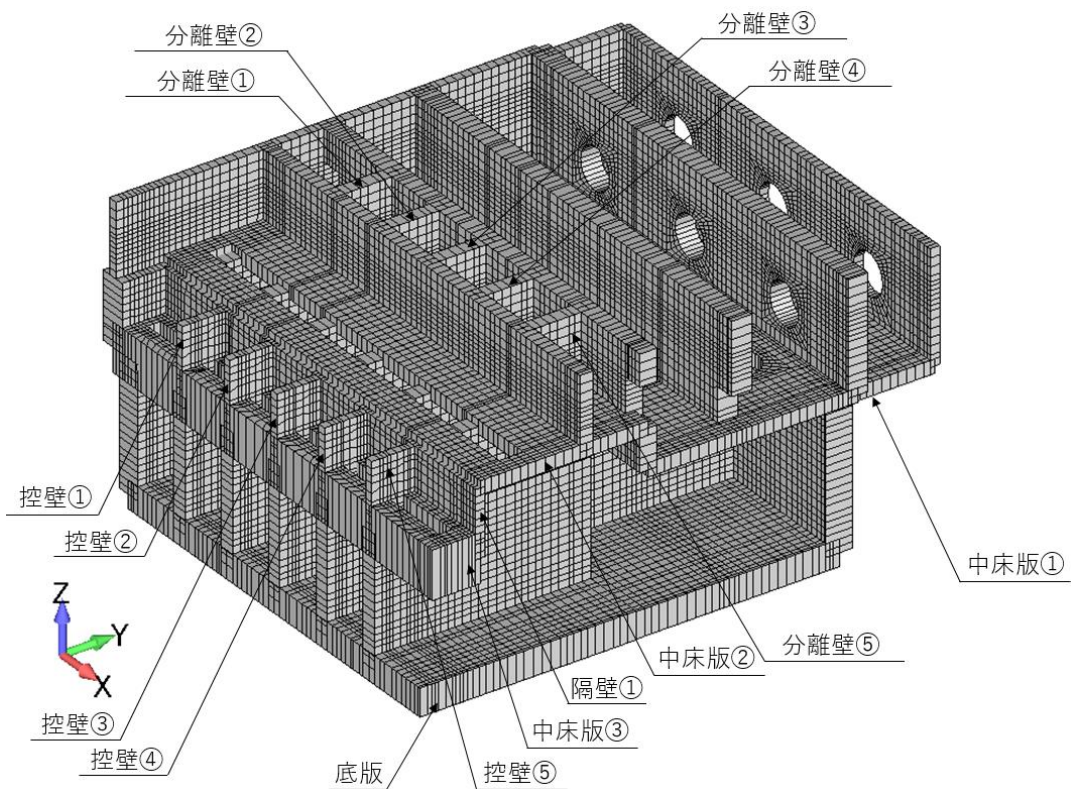 分離壁②
分離壁①
分離壁③
分離壁④
控壁①
控壁②
控壁③
控壁④
底版
控壁⑤
中床版③
隔壁①
中床版②
分離壁⑤
中床版①
Z
Y
X